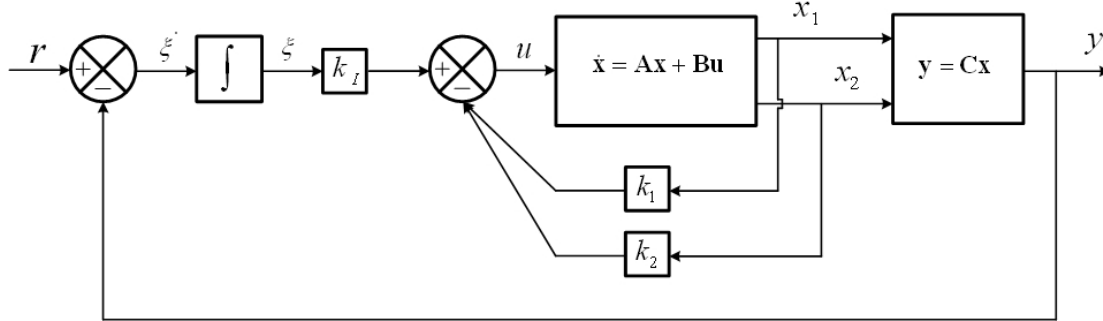 r
+
−
ξ̇
∫
ξ
k_I
+
−
u
ẋ = Ax + Bu
x_1
x_2
y = Cx
y
k_1
k_2